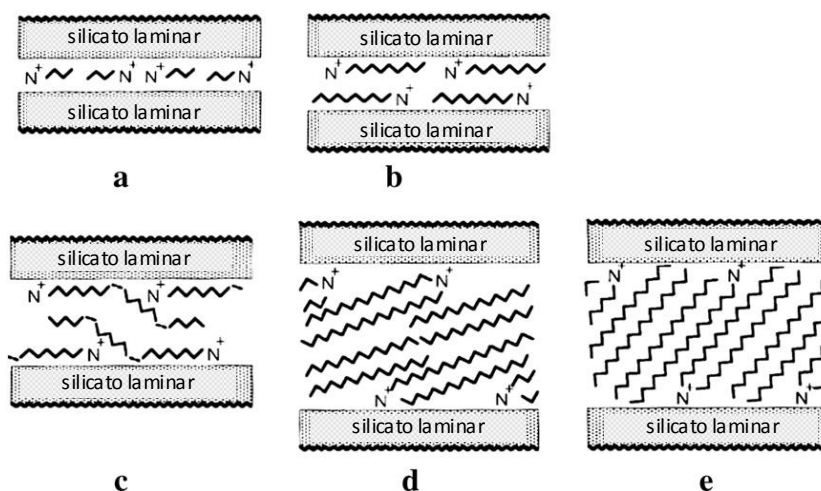 silicato laminar
N⁺ N⁺ N⁺ N⁺
silicato laminar
a
silicato laminar
N⁺ N⁺
N⁺ N⁺
silicato laminar
b
silicato laminar
N⁺ N⁺
N⁺ N⁺
silicato laminar
c
silicato laminar
N⁺
N⁺ N⁺
silicato laminar
d
silicato laminar
N⁺ N⁺
N⁺ N⁺
silicato laminar
e